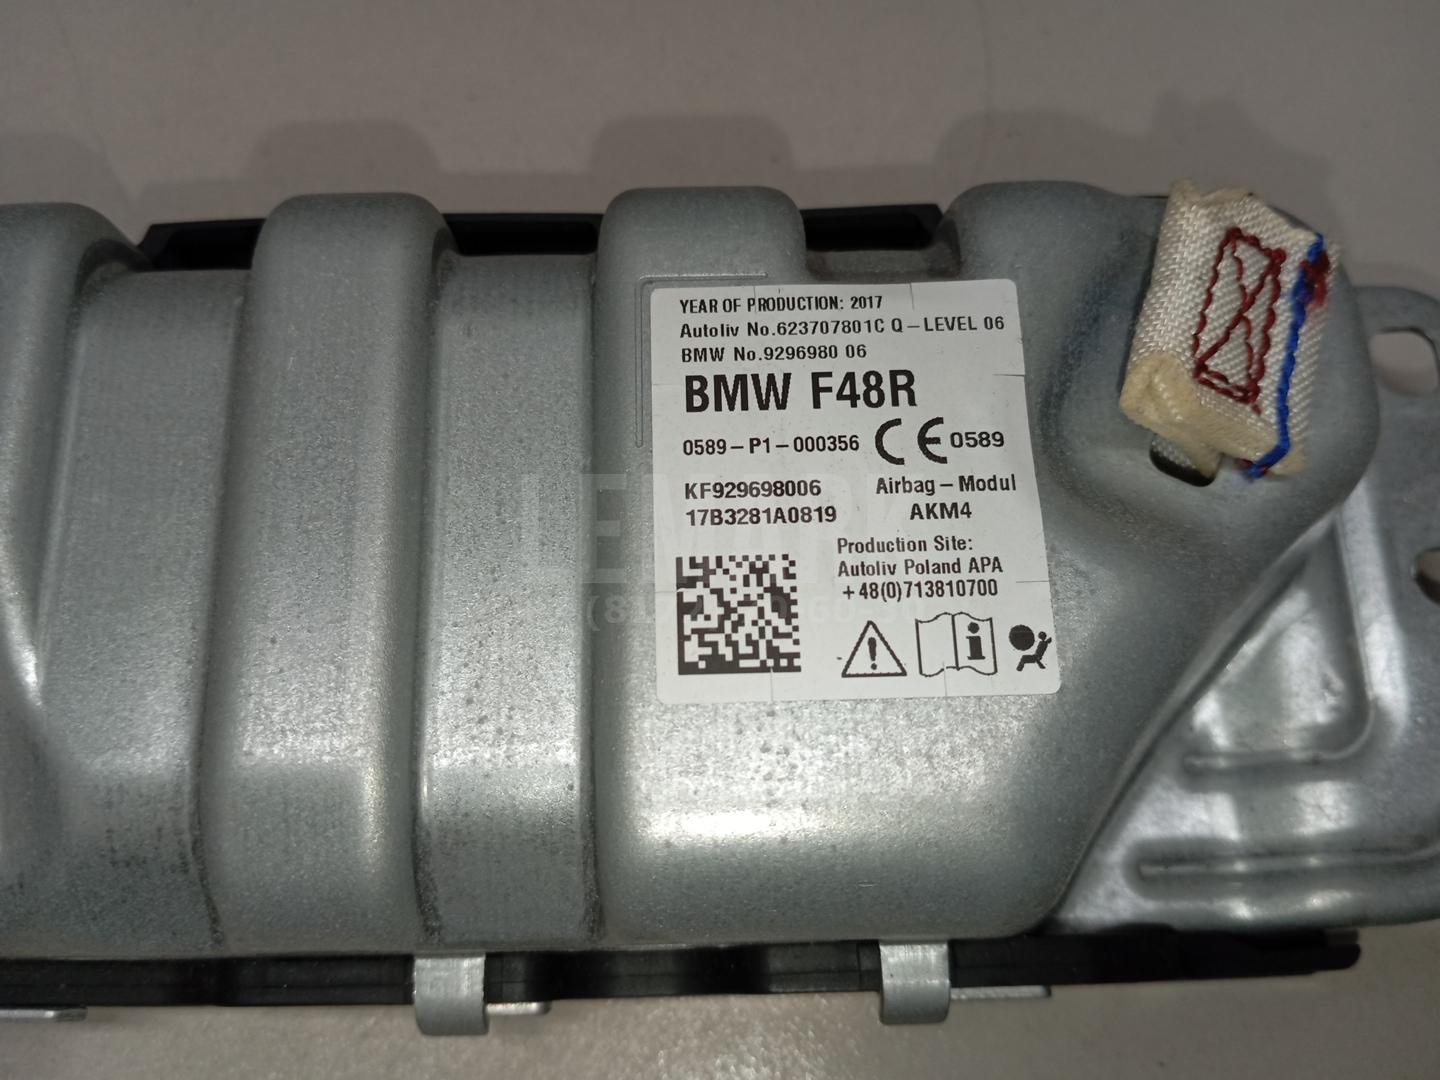 YEAR OF PRODUCTION: 2017
Autoliv No.623707801C Q-LEVEL 06
BMW No.9296980 06
BMW F48R
0589-P1-000356 CE 0589
KF929698006 Airbag-Modul
17B3281A0819 AKM4
Production Site:
Autoliv Poland APA
+48(0)713810700
i